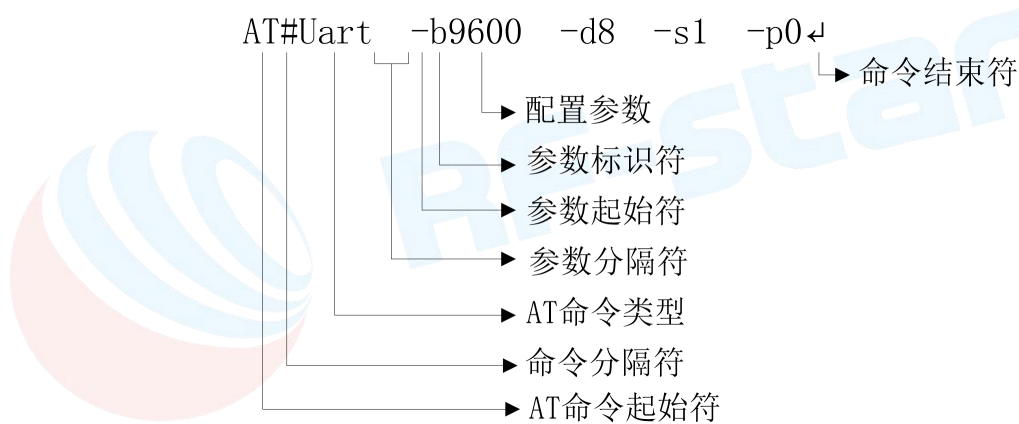 AT#Uart -b9600 -d8 -s1 -p0↲
命令结束符
配置参数
参数标识符
参数起始符
参数分隔符
AT命令类型
命令分隔符
AT命令起始符
RF-star